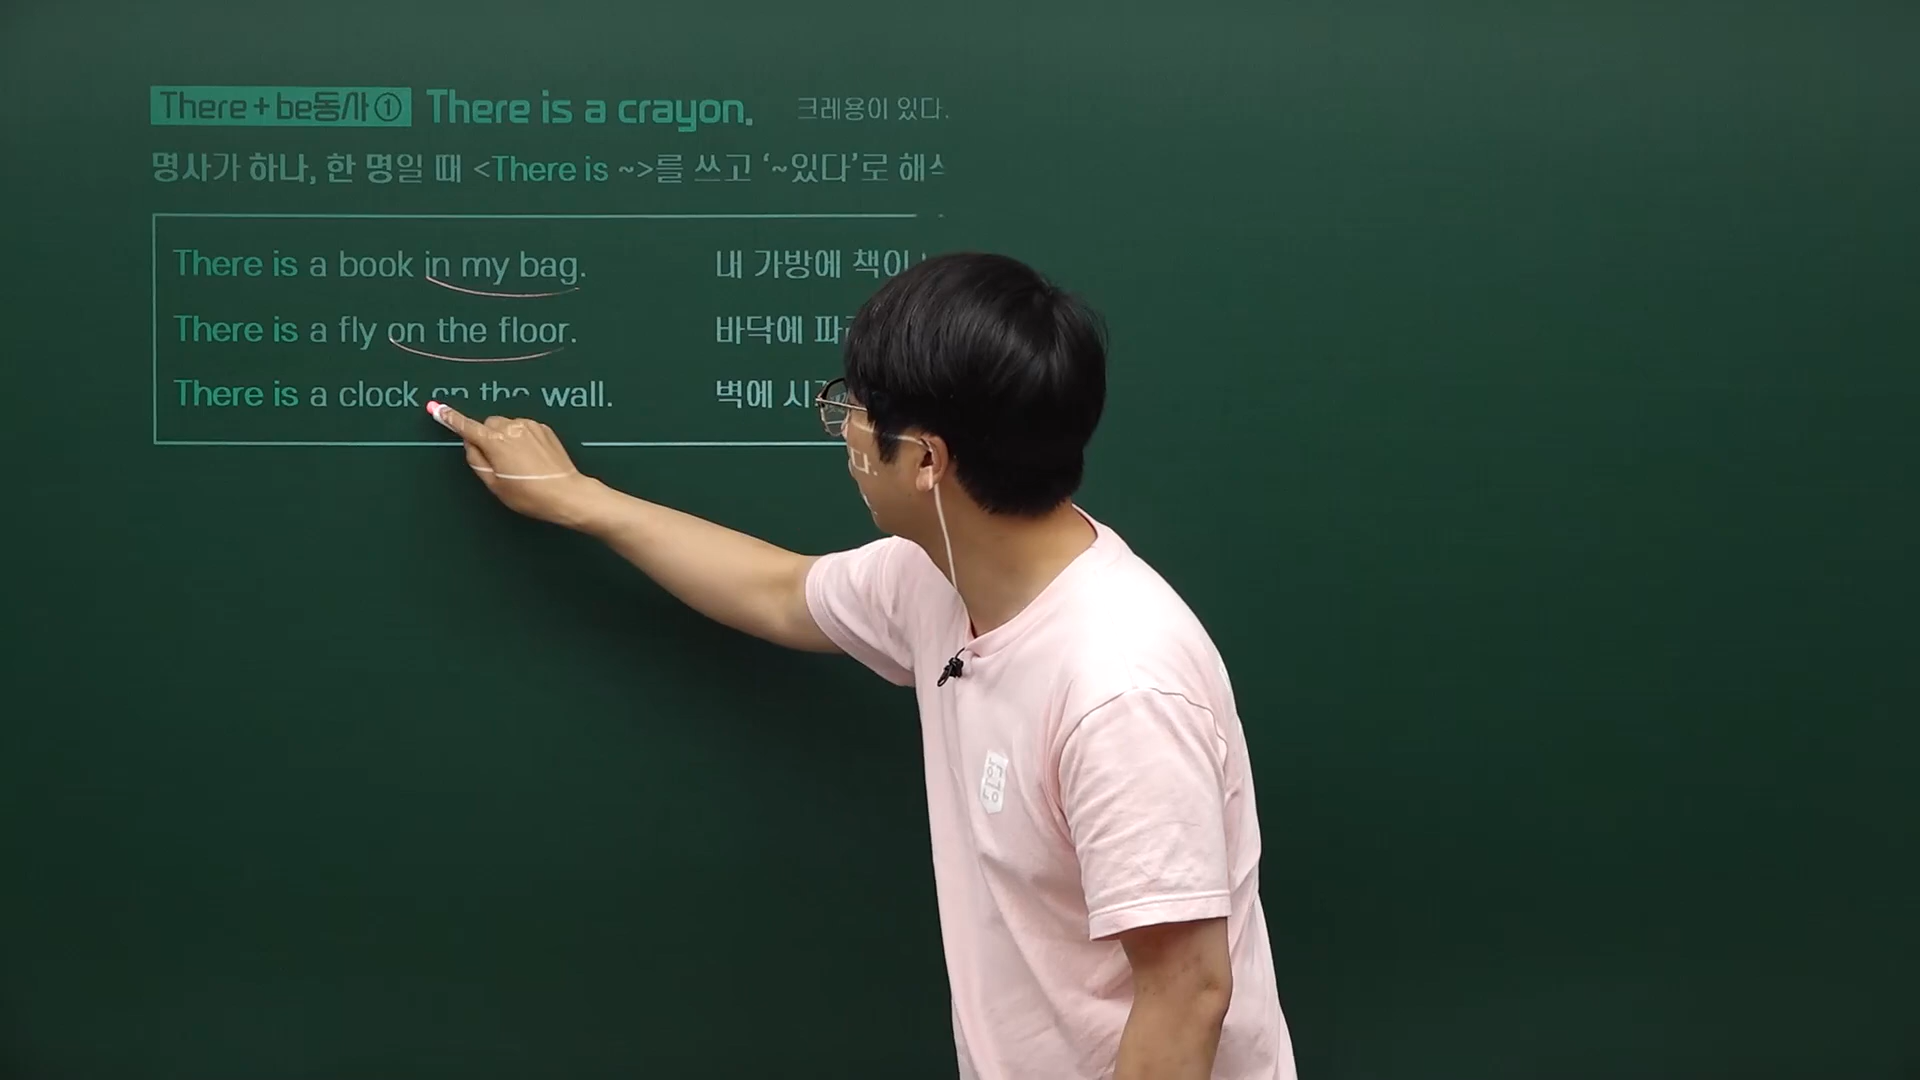 There + be동사 ① There is a crayon. 크레용이 있다.
명사가 하나, 한 명일 때 <There is ~>를 쓰고 ‘~있다’로
There is a book in my bag. 내 가방에 책이
There is a fly on the floor. 바닥에
There is a clock on the wall. 벽에